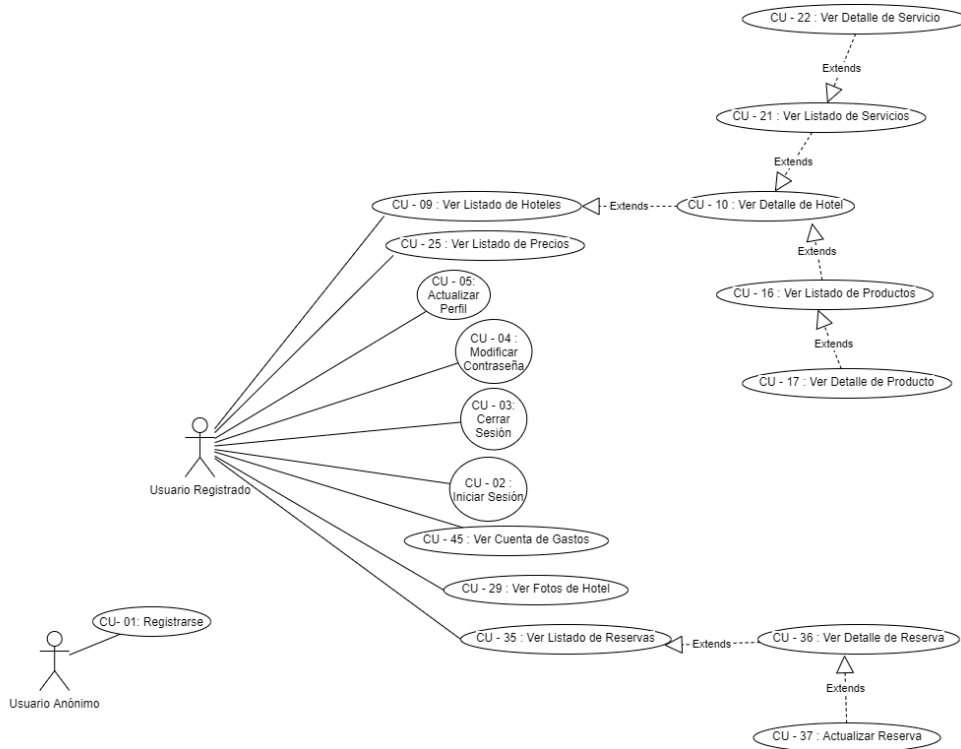 CU - 22 : Ver Detalle de Servicio
Extends
CU - 21 : Ver Listado de Servicios
Extends
CU - 09 : Ver Listado de Hoteles
Extends
CU - 10 : Ver Detalle de Hotel
CU - 25 : Ver Listado de Precios
Extends
CU - 05:
Actualizar
Perfil
CU - 16 : Ver Listado de Productos
CU - 04 :
Modificar
Contraseña
Extends
CU - 17 : Ver Detalle de Producto
CU - 03:
Cerrar
Sesión
Usuario Registrado
CU - 02 :
Iniciar Sesión
CU - 45 : Ver Cuenta de Gastos
CU - 29 : Ver Fotos de Hotel
CU- 01: Registrarse
CU - 35 : Ver Listado de Reservas
Extends
CU - 36 : Ver Detalle de Reserva
Extends
Usuario Anónimo
CU - 37 : Actualizar Reserva